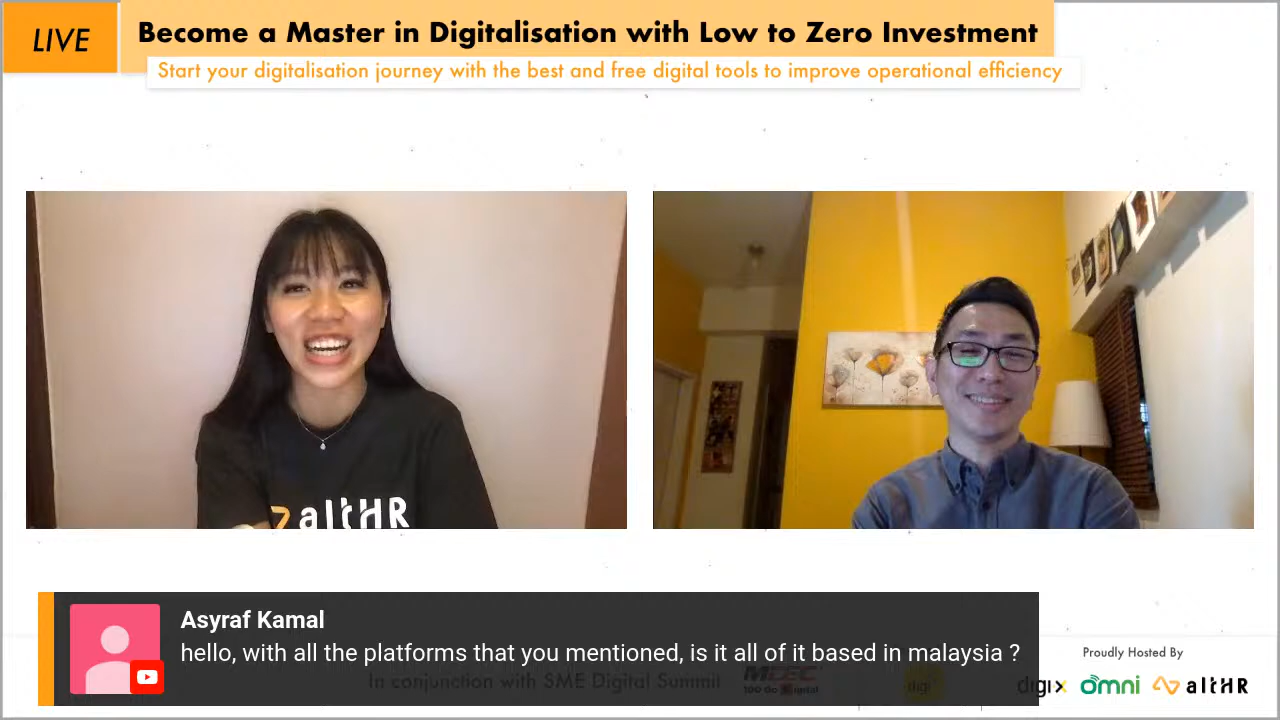 LIVE
Become a Master in Digitalisation with Low to Zero Investment
Start your digitalisation journey with the best and free digital tools to improve operational efficiency
altHR
Asyraf Kamal
hello, with all the platforms that you mentioned, is it all of it based in malaysia ?
In conjunction with SME Digital Summit
Proudly Hosted By
digi
digi x
omni
altHR